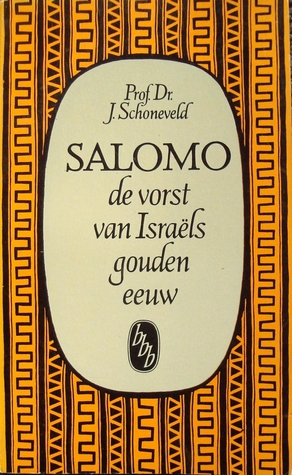 Prof. Dr.
J. Schoneveld
SALOMO
de vorst
van Israëls
gouden
eeuw
bbb